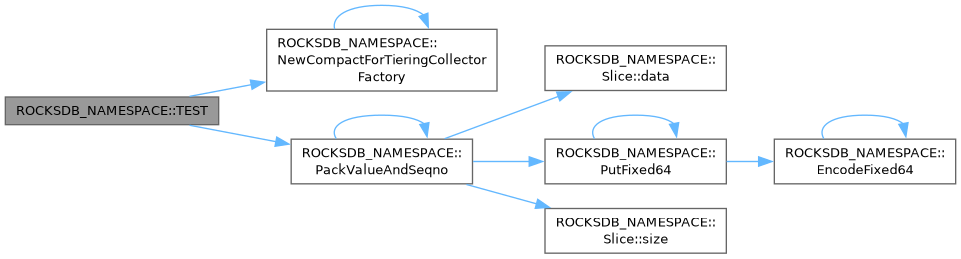 ROCKSDB_NAMESPACE::TEST
ROCKSDB_NAMESPACE::
NewCompactForTieringCollector
Factory
ROCKSDB_NAMESPACE::
PackValueAndSeqno
ROCKSDB_NAMESPACE::
Slice::data
ROCKSDB_NAMESPACE::
PutFixed64
ROCKSDB_NAMESPACE::
EncodeFixed64
ROCKSDB_NAMESPACE::
Slice::size